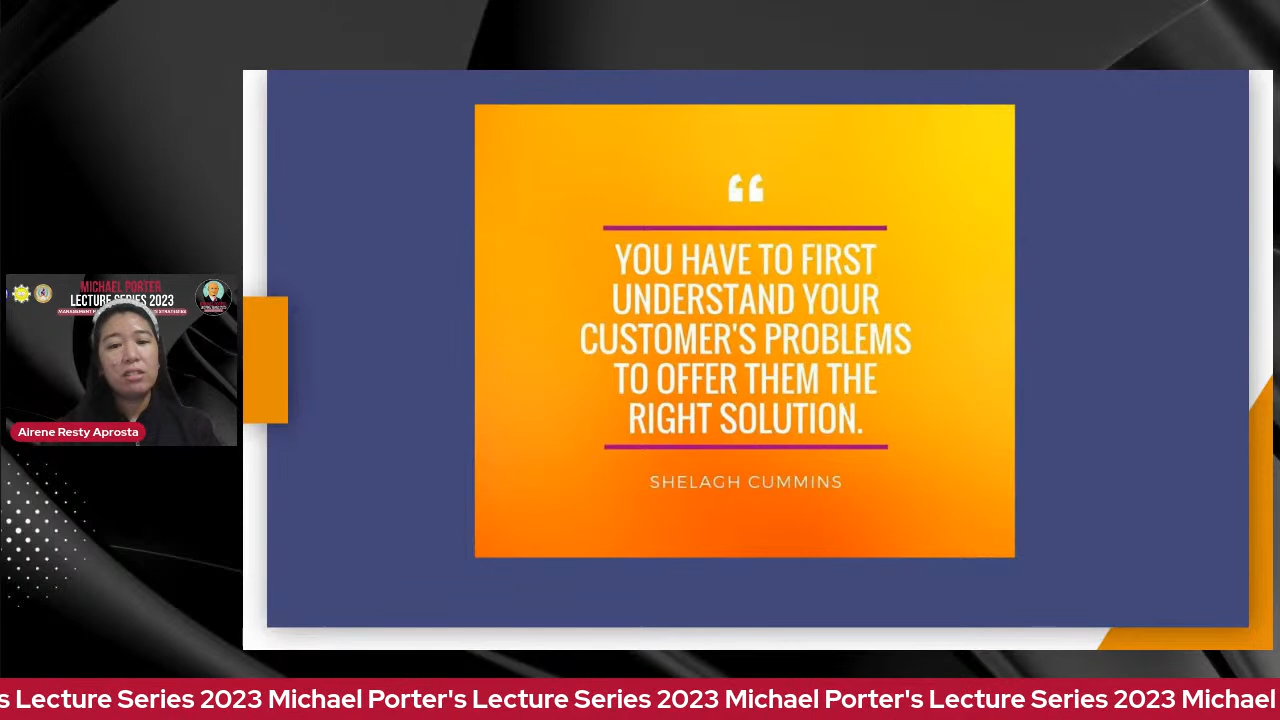 MICHAEL PORTER
LECTURE SERIES 2023
Airene Resty Aprosta
“
YOU HAVE TO FIRST
UNDERSTAND YOUR
CUSTOMER'S PROBLEMS
TO OFFER THEM THE
RIGHT SOLUTION.
SHELAGH CUMMINS
s Lecture Series 2023 Michael Porter's Lecture Series 2023 Michael Porter's Lecture Series 2023 Michael